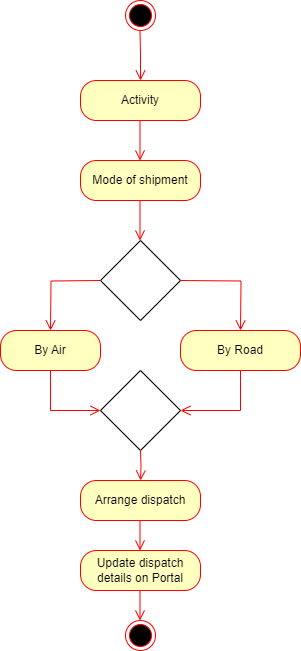 Activity
Mode of shipment
By Air
By Road
Arrange dispatch
Update dispatch
details on Portal